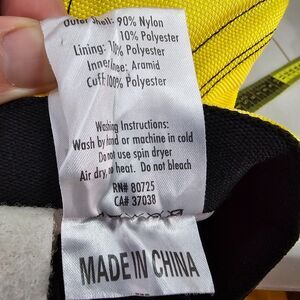 Outer Shell: 90% Nylon
10% Polyester
Lining: 100% Polyester
Inner Knee: Aramid
Cuff: 100% Polyester
Washing Instructions:
Wash by hand or machine in cold
Do not use spin dryer
Air dry, no heat. Do not bleach
RN# 80725
CA# 37038
MADE IN CHINA